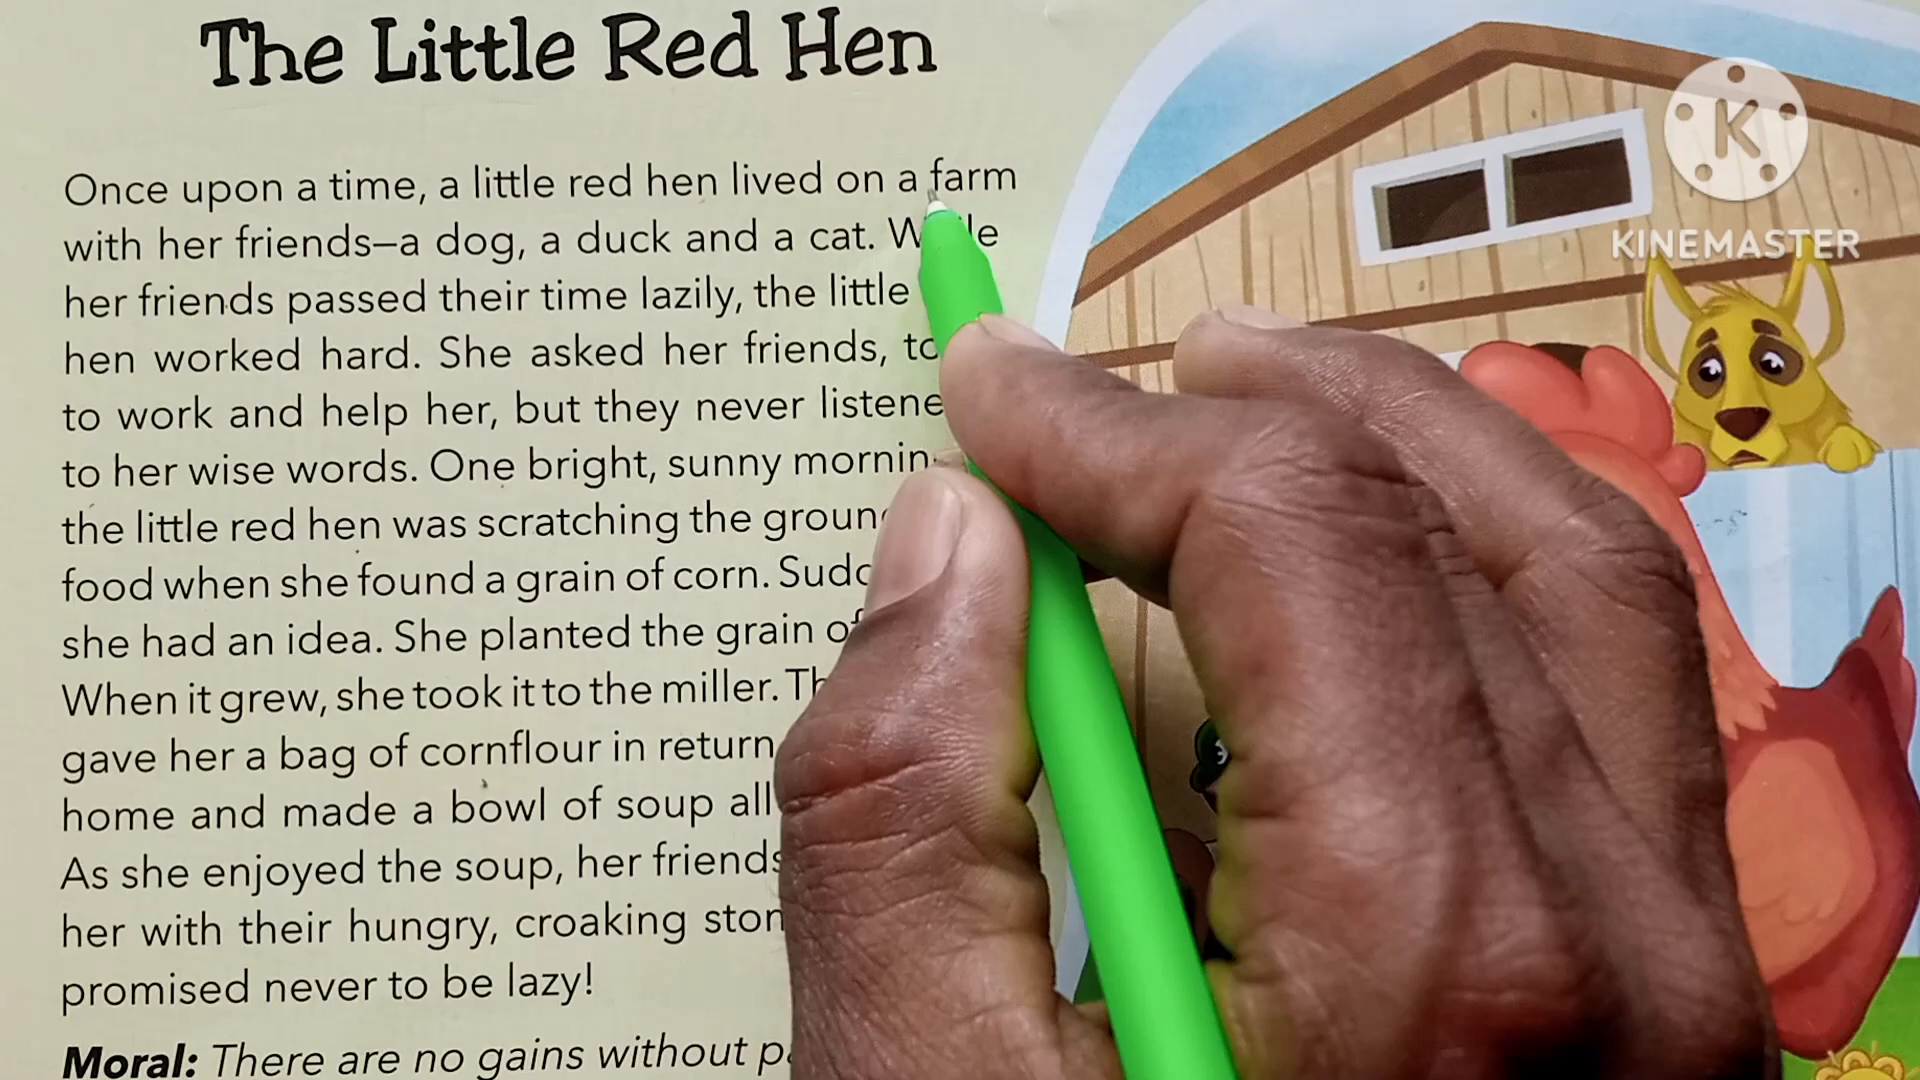 The Little Red Hen
Once upon a time, a little red hen lived on a farm
with her friends—a dog, a duck and a cat.
her friends passed their time lazily, the little
hen worked hard. She asked her friends,
to work and help her, but they never
to her wise words. One bright, sunny
the little red hen was scratching the
food when she found a grain of corn.
she had an idea. She planted the grain
When it grew, she took it to the miller.
gave her a bag of cornflour in return
home and made a bowl of soup all
As she enjoyed the soup, her friends
her with their hungry, croaking
promised never to be lazy!
Moral: There are no gains without
K
KINEMASTER